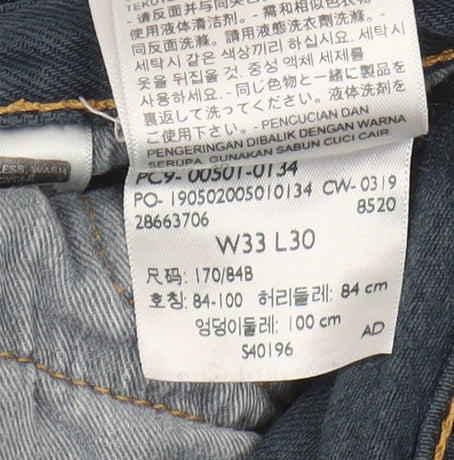 - 请反面并与同类
使用液体清洁剂。- 需和相似色衣物
同反面洗滌。請用液態洗衣劑洗滌。-
세탁시 같은 색상끼리 하십시요. 세탁시
옷을 뒤집을 것. 중성 액체 세제를
사용하세요. - 同じ色物と一緒に製品を
裏返して洗ってください。液体洗剤を
ご使用下さい。- PENCUCIAN DAN
PENGERINGAN DIBALIK DENGAN WARNA
SERUPA. GUNAKAN SABUN CUCI CAIR.
LESS, WASH
PC9- 00501-0134
PO- 190502005010134 CW- 0319
28663706 8520
W33 L30
尺码: 170/84B
호칭: 84-100 허리둘레: 84 cm
엉덩이둘레: 100 cm
AD
S40196